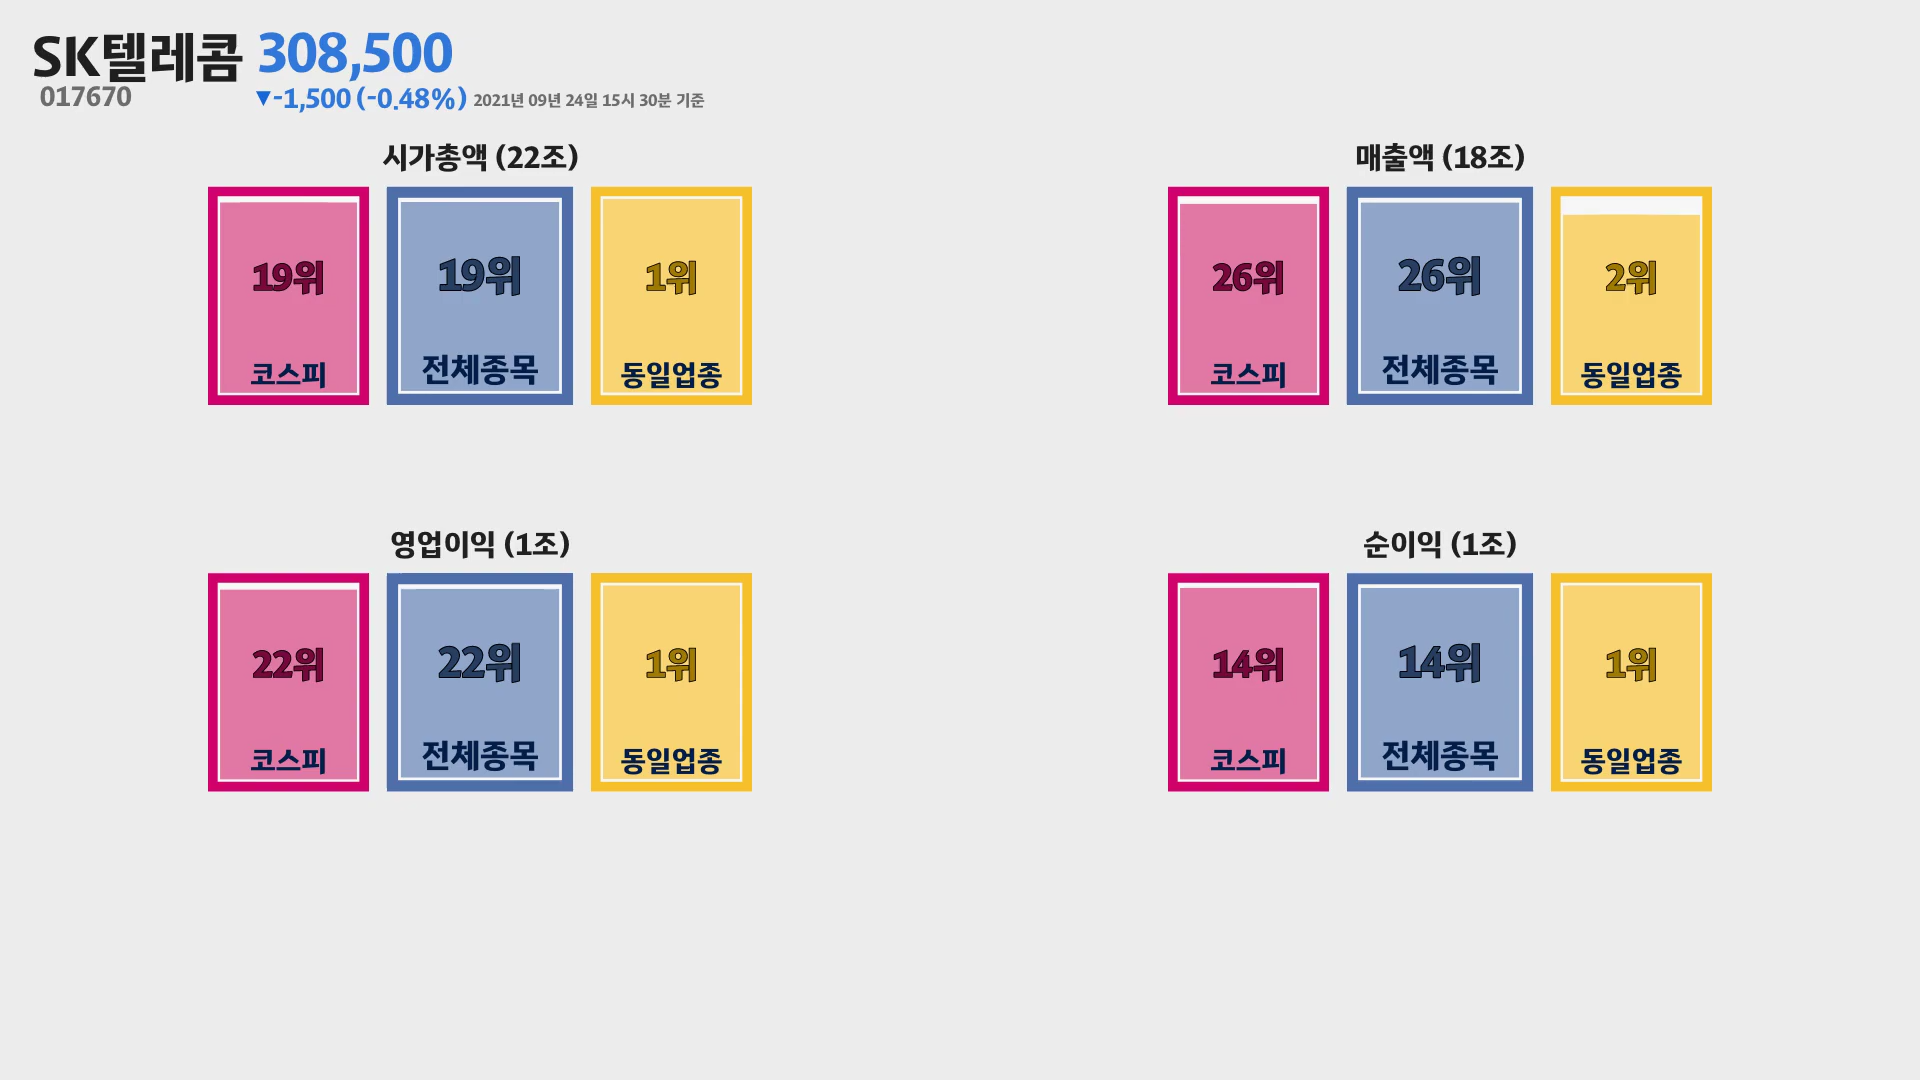 SK텔레콤 308,500
017670 ▼-1,500 (-0.48%) 2021년 09년 24일 15시 30분 기준
시가총액 (22조)
19위 19위 1위
코스피 전체종목 동일업종
매출액 (18조)
26위 26위 2위
코스피 전체종목 동일업종
영업이익 (1조)
22위 22위 1위
코스피 전체종목 동일업종
순이익 (1조)
14위 14위 1위
코스피 전체종목 동일업종